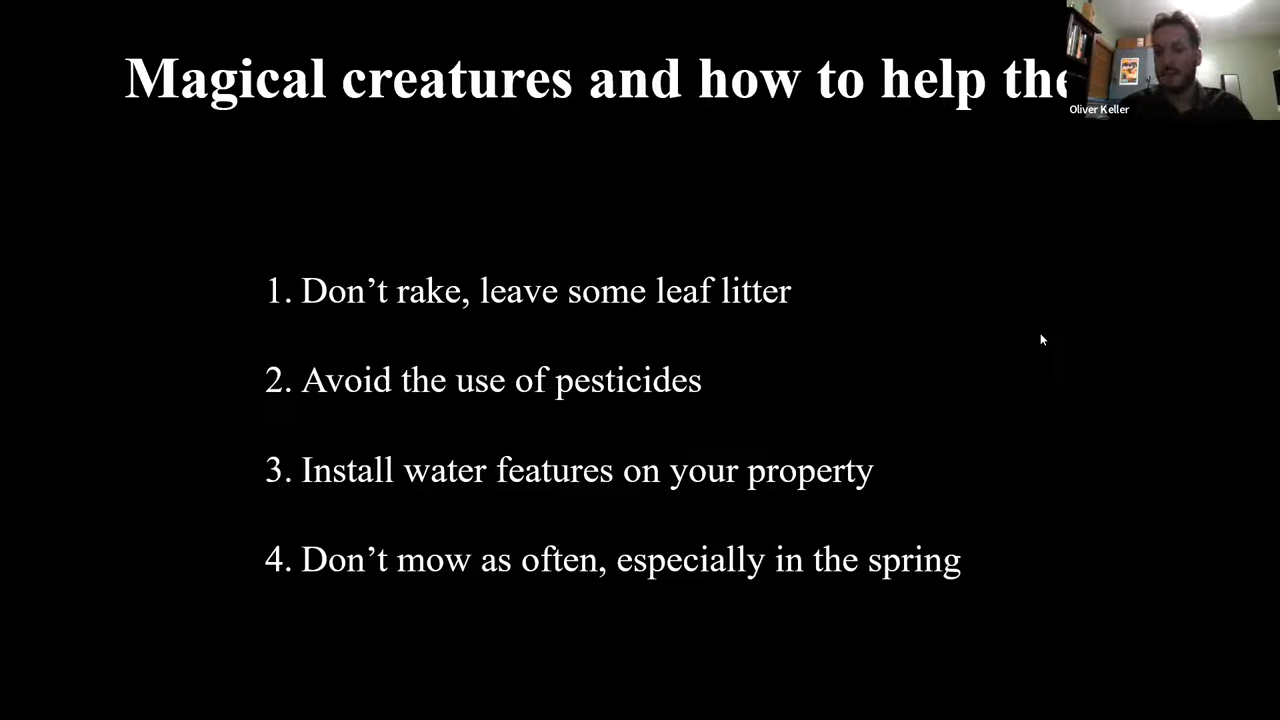 Magical creatures and how to help the
Oliver Keller
1. Don’t rake, leave some leaf litter
2. Avoid the use of pesticides
3. Install water features on your property
4. Don’t mow as often, especially in the spring